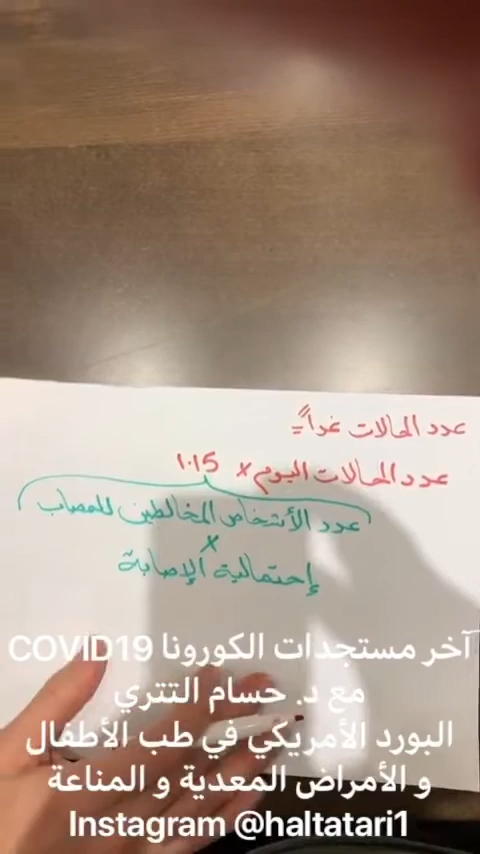 عدد الحالات غداً =
عدد الحالات اليوم × 1.15
عدد الأشخاص المخالطين للمصاب
×
إحتمالية الإصابة
آخر مستجدات الكورونا COVID19
مع د. حسام التتري
البورد الأمريكي في طب الأطفال
و الأمراض المعدية و المناعة
Instagram @haltatari1